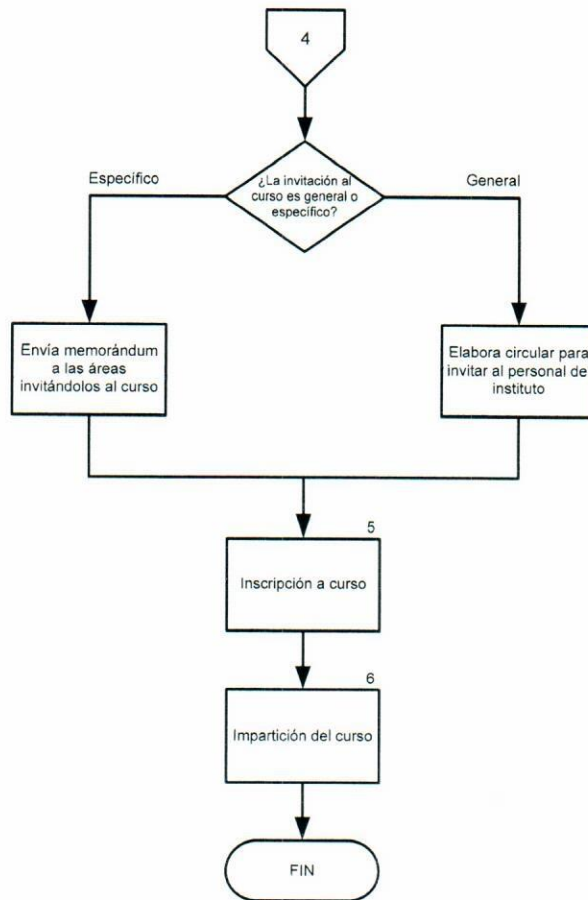 4
¿La invitación al
curso es general o
específico?
Específico
General
Envía memorándum
a las áreas
invitándolos al curso
Elabora circular para
invitar al personal de
instituto
5
Inscripción a curso
6
Impartición del curso
FIN